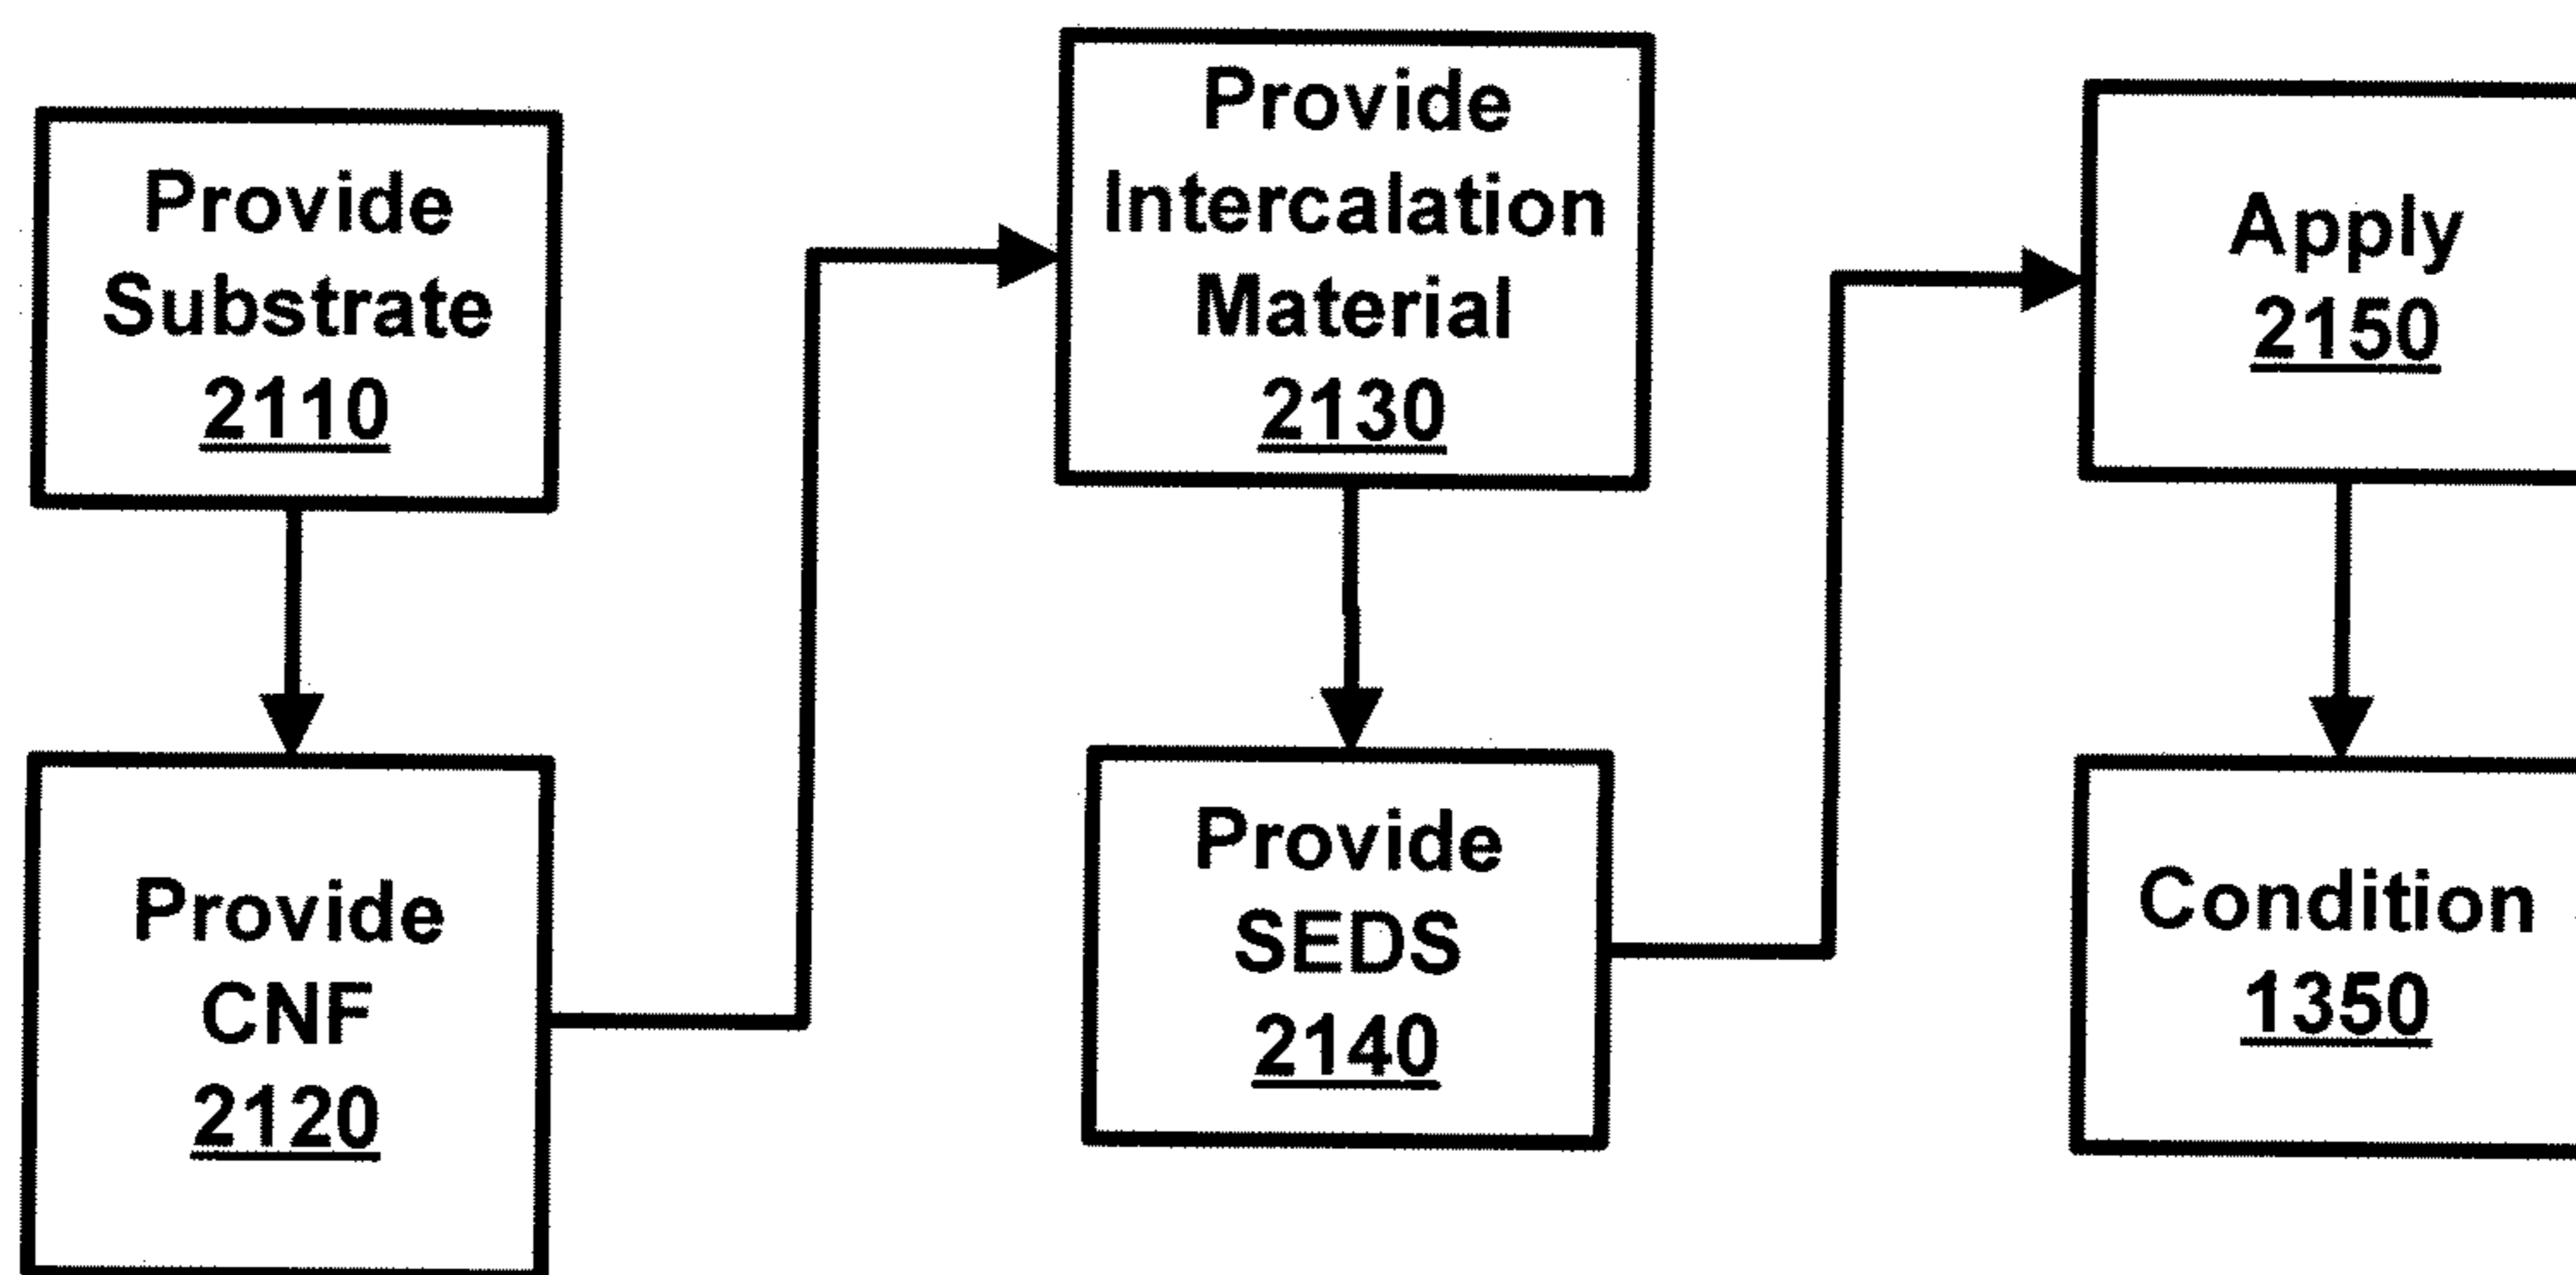 Provide
Substrate
2110
Provide
CNF
2120
Provide
Intercalation
Material
2130
Provide
SEDS
2140
Apply
2150
Condition
1350